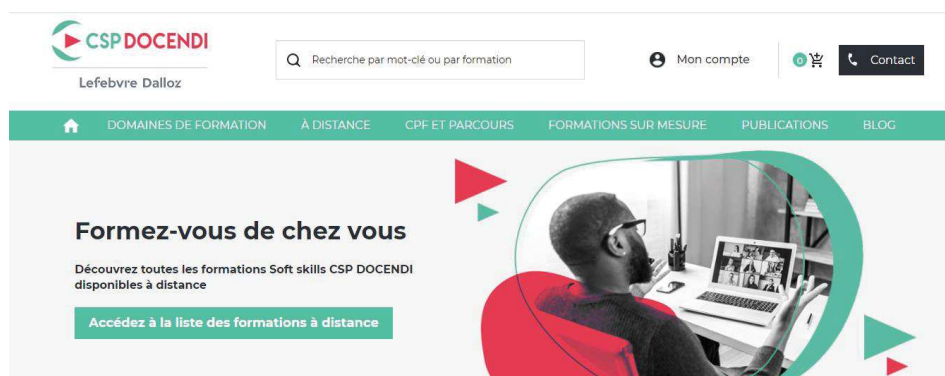 CSP DOCENDI
Lefebvre Dalloz
Recherche par mot-clé ou par formation
Mon compte
0
Contact
DOMAINES DE FORMATION
À DISTANCE
CPF ET PARCOURS
FORMATIONS SUR MESURE
PUBLICATIONS
BLOG
Formez-vous de chez vous
Découvrez toutes les formations Soft skills CSP DOCENDI
disponibles à distance
Accédez à la liste des formations à distance